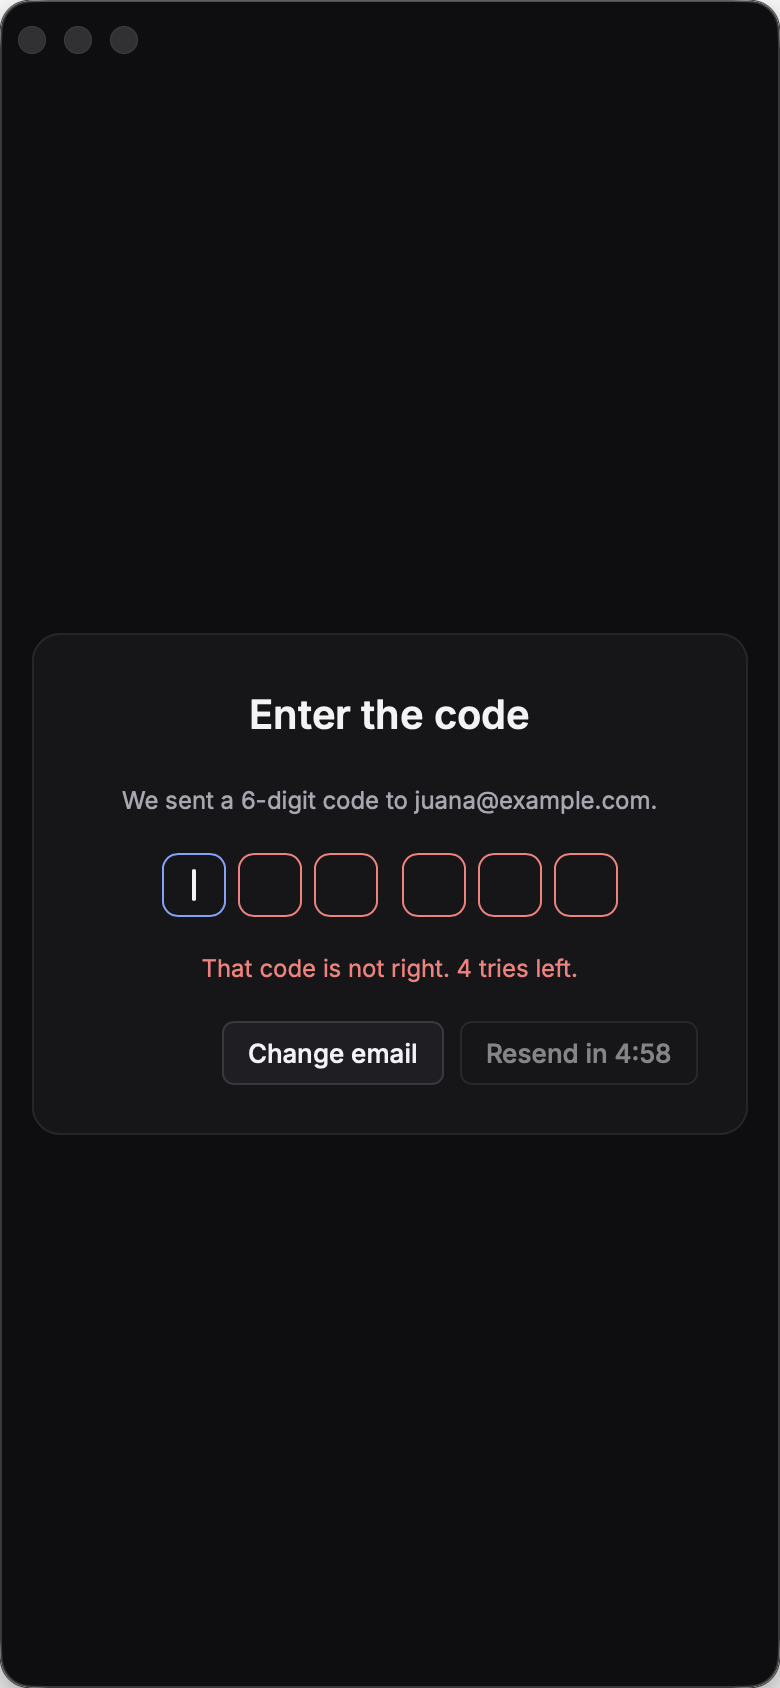 Enter the code
We sent a 6-digit code to juana@example.com.
That code is not right. 4 tries left.
Change email
Resend in 4:58